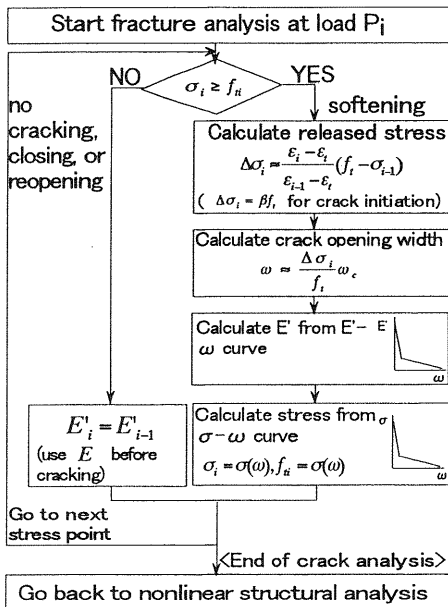 Start fracture analysis at load Pi
NO
σi ≥ fti
YES
no
cracking,
closing, or
reopening
softening
Calculate released stress
Δσi ≈ (εi − εt)/(εi−1 − εt) (ft − σi−1)
( Δσi = βft for crack initiation)
Calculate crack opening width
ω ≈ (Δσi/ft) ωc
Calculate E' from E'− E'
ω curve
ω
E'i = E'i−1
(use E before
cracking)
Calculate stress from σ
σ−ω curve
σi = σ(ω), fti = σ(ω)
ω
Go to next
stress point
<End of crack analysis>
Go back to nonlinear structural analysis